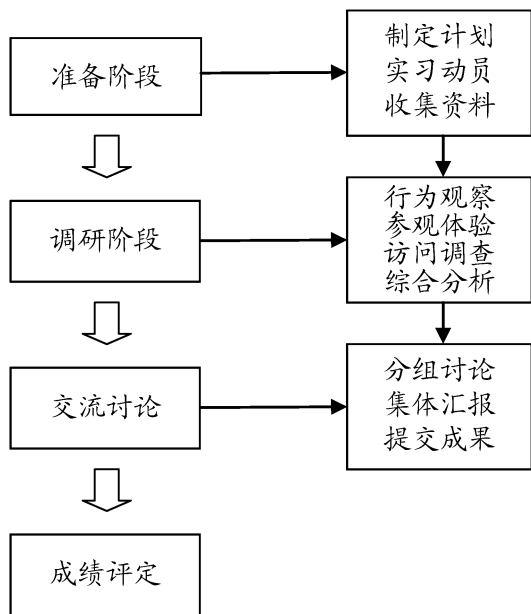 准备阶段
制定计划
实习动员
收集资料
调研阶段
行为观察
参观体验
访问调查
综合分析
交流讨论
分组讨论
集体汇报
提交成果
成绩评定